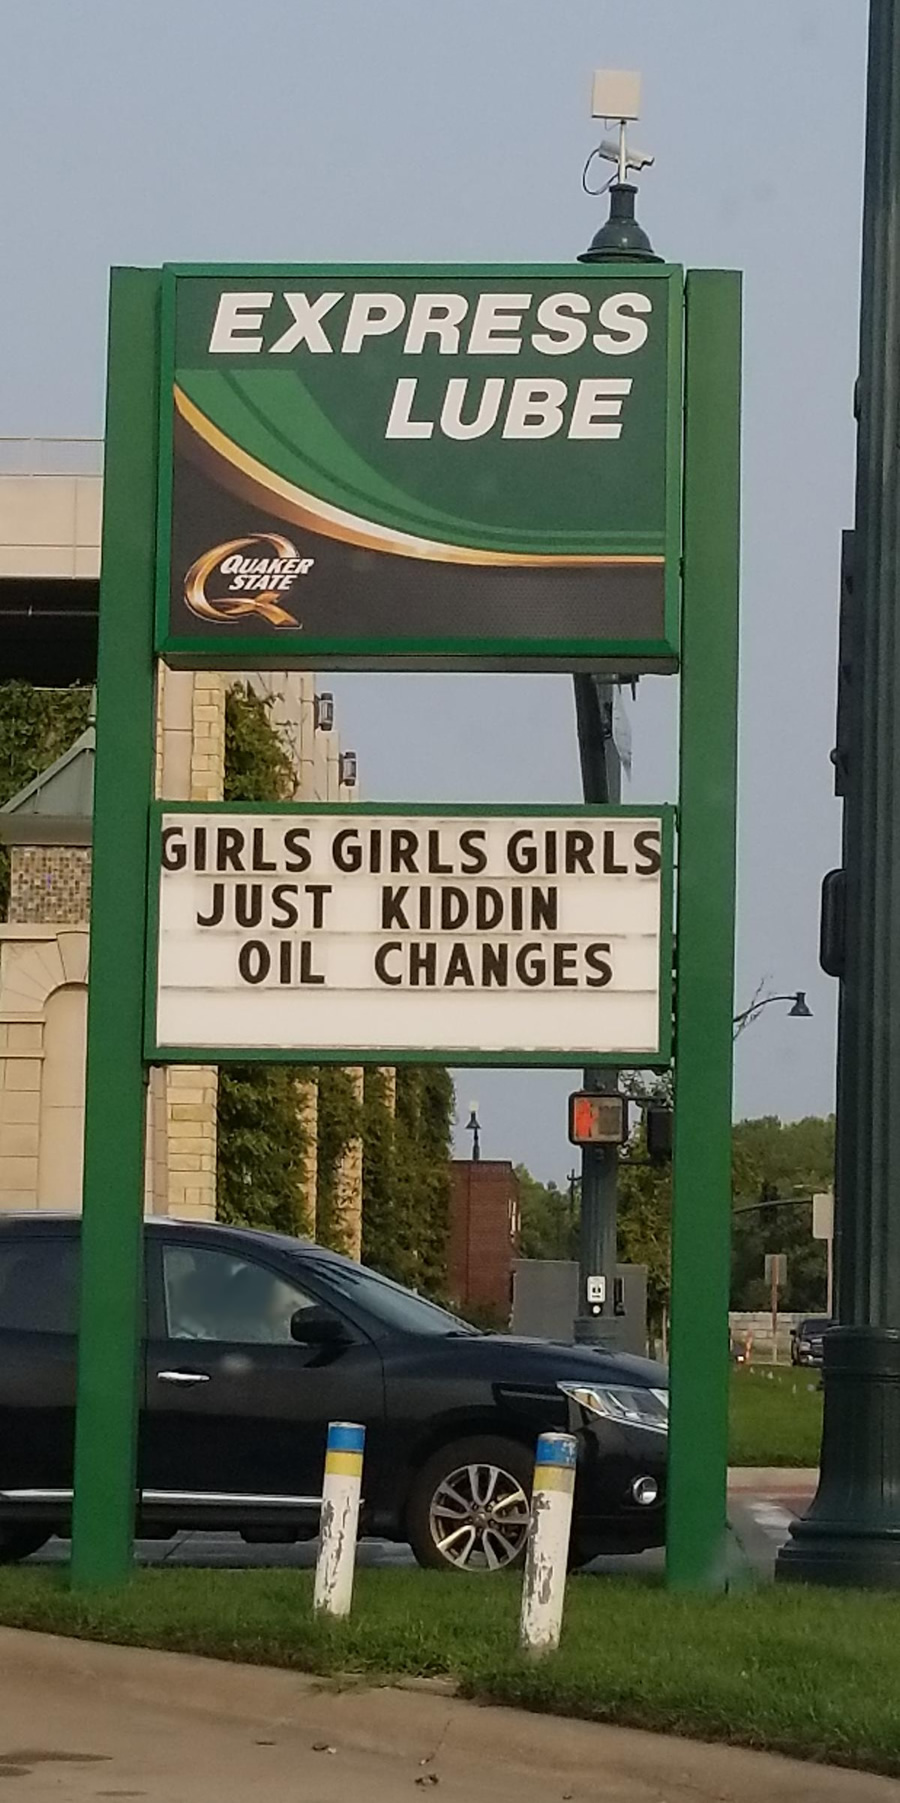 EXPRESS
LUBE
QUAKER
STATE
GIRLS GIRLS GIRLS
JUST KIDDIN
OIL CHANGES